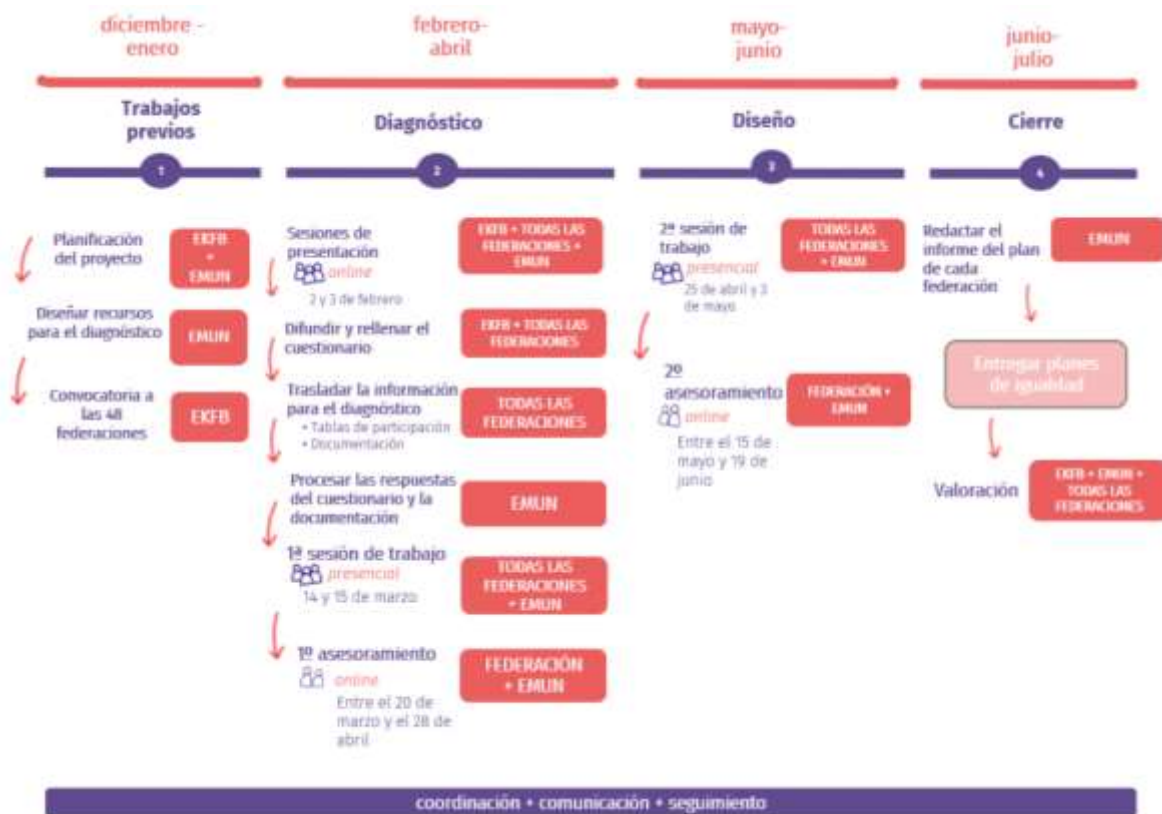 diciembre -
enero
Trabajos
previos
1
Planificación
del proyecto
EKFB
+
EMUN
Diseñar recursos
para el diagnóstico
EMUN
Convocatoria a
las 48
federaciones
EKFB
febrero-
abril
Diagnóstico
2
Sesiones de
presentación
online
2 y 3 de febrero
EKFB + TODAS LAS
FEDERACIONES +
EMUN
Difundir y rellenar el
cuestionario
EKFB + TODAS LAS
FEDERACIONES
Trasladar la información
para el diagnóstico
• Tablas de participación
• Documentación
TODAS LAS
FEDERACIONES
Procesar las respuestas
del cuestionario y la
documentación
EMUN
1ª sesión de trabajo
presencial
14 y 15 de marzo
TODAS LAS
FEDERACIONES
+ EMUN
1º asesoramiento
online
Entre el 20 de
marzo y el 28 de
abril
FEDERACIÓN
+ EMUN
mayo-
junio
Diseño
3
2ª sesión de
trabajo
presencial
25 de abril y 3
de mayo
TODAS LAS
FEDERACIONES
+ EMUN
2º
asesoramiento
online
Entre el 15 de
mayo y 19 de
junio
FEDERACIÓN +
EMUN
junio-
julio
Cierre
4
Redactar el
informe del plan
de cada
federación
EMUN
Entregar planes
de igualdad
Valoración
EKFB + EMUN +
TODAS LAS
FEDERACIONES
coordinación + comunicación + seguimiento